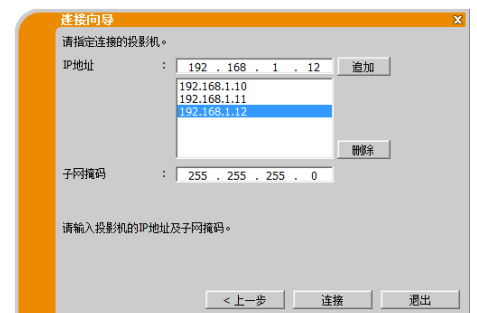 连接向导
请指定连接的投影机。
IP地址 : 192 . 168 . 1 . 12 追加
192.168.1.10
192.168.1.11
192.168.1.12
删除
子网掩码 : 255 . 255 . 255 . 0
请输入投影机的IP地址及子网掩码。
<上一步 连接 退出